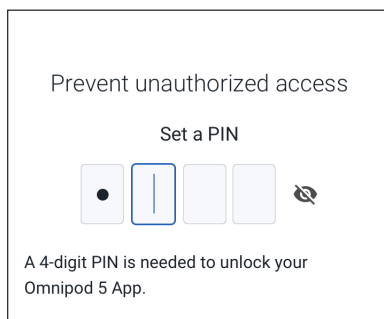 Prevent unauthorized access
Set a PIN
A 4-digit PIN is needed to unlock your
Omnipod 5 App.